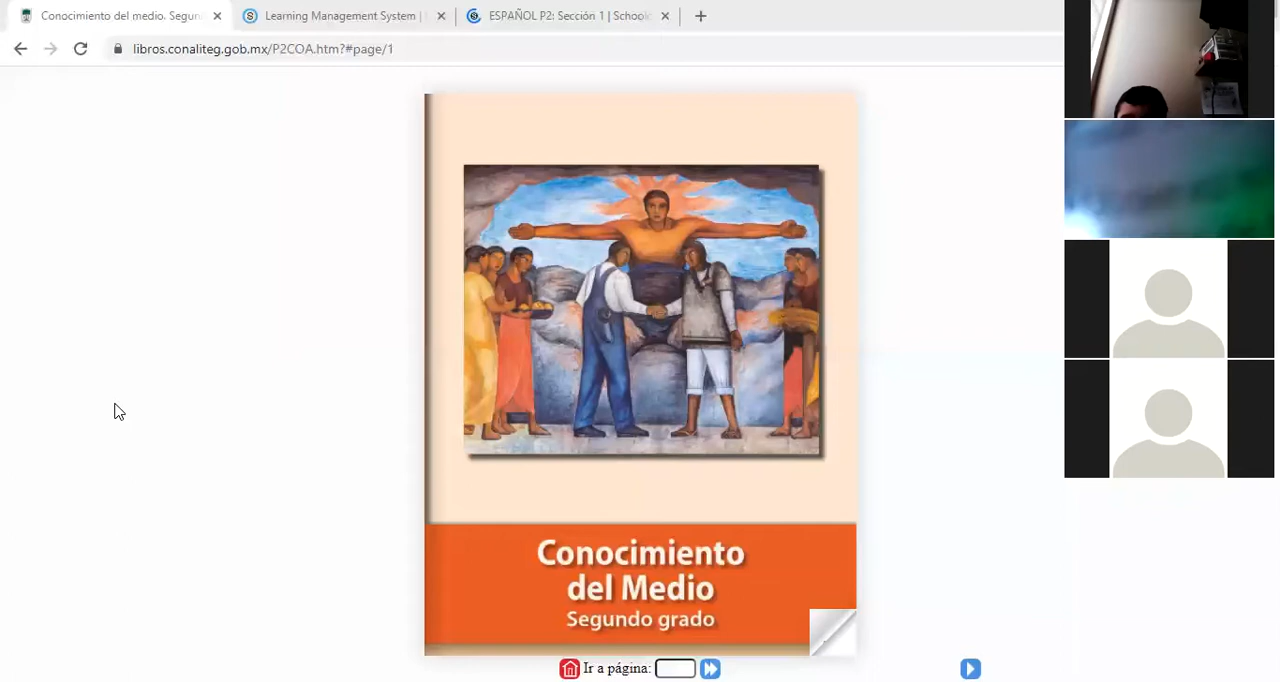 Conocimiento del medio. Segun
Learning Management System |
ESPAÑOL P2: Sección 1 | Schoolo
libros.conaliteg.gob.mx/P2COA.htm?#page/1
Conocimiento
del Medio
Segundo grado
Ir a página: